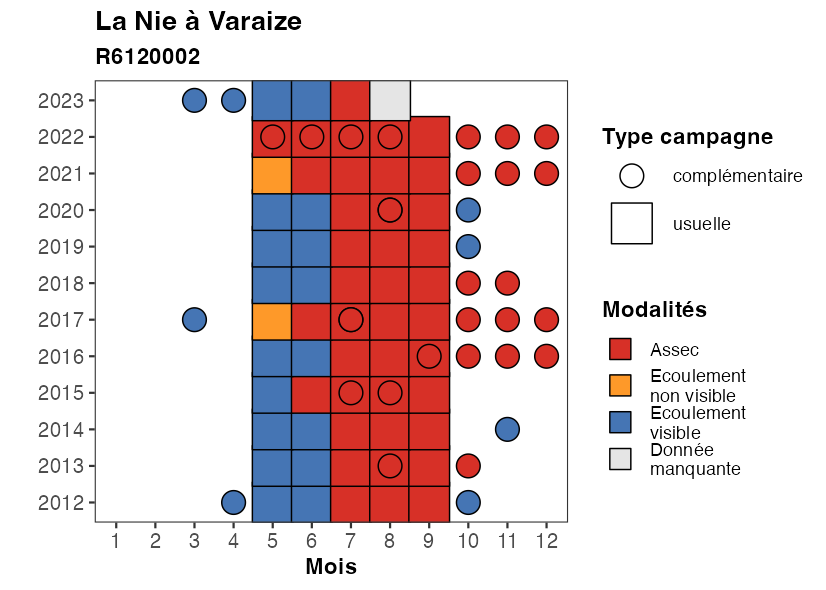 La Nie à Varaize
R6120002
2023
2022
2021
2020
2019
2018
2017
2016
2015
2014
2013
2012
1 2 3 4 5 6 7 8 9 10 11 12
Mois
Type campagne
complémentaire
usuelle
Modalités
Assec
Ecoulement
non visible
Ecoulement
visible
Donnée
manquante